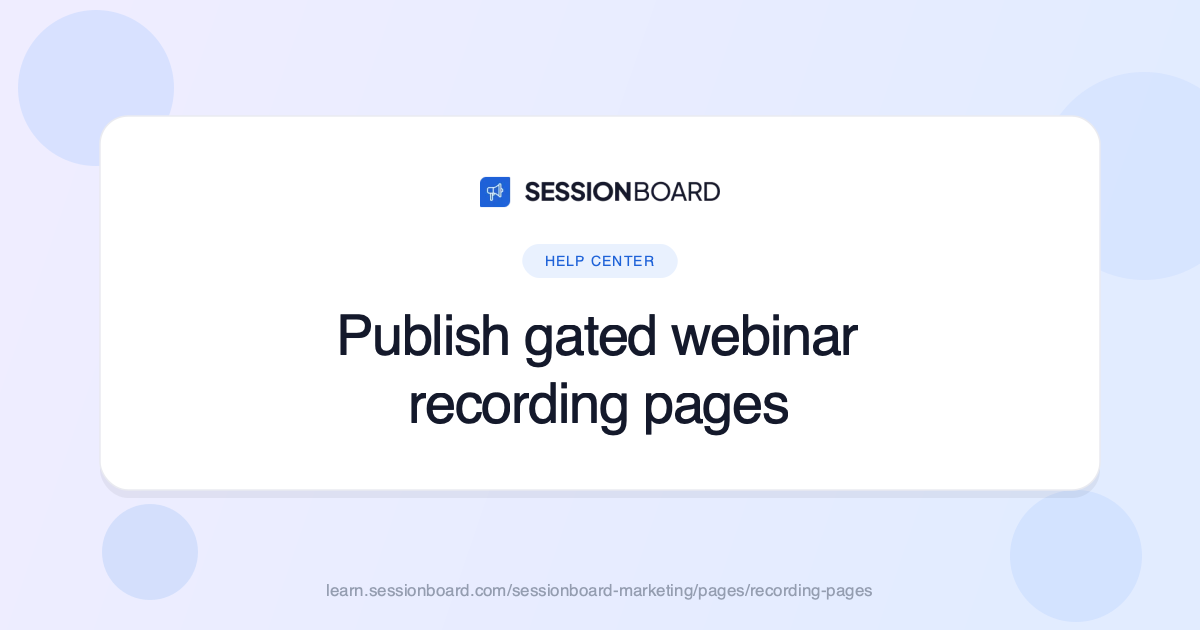 SESSIONBOARD
HELP CENTER
Publish gated webinar
recording pages
learn.sessionboard.com/sessionboard-marketing/pages/recording-pages